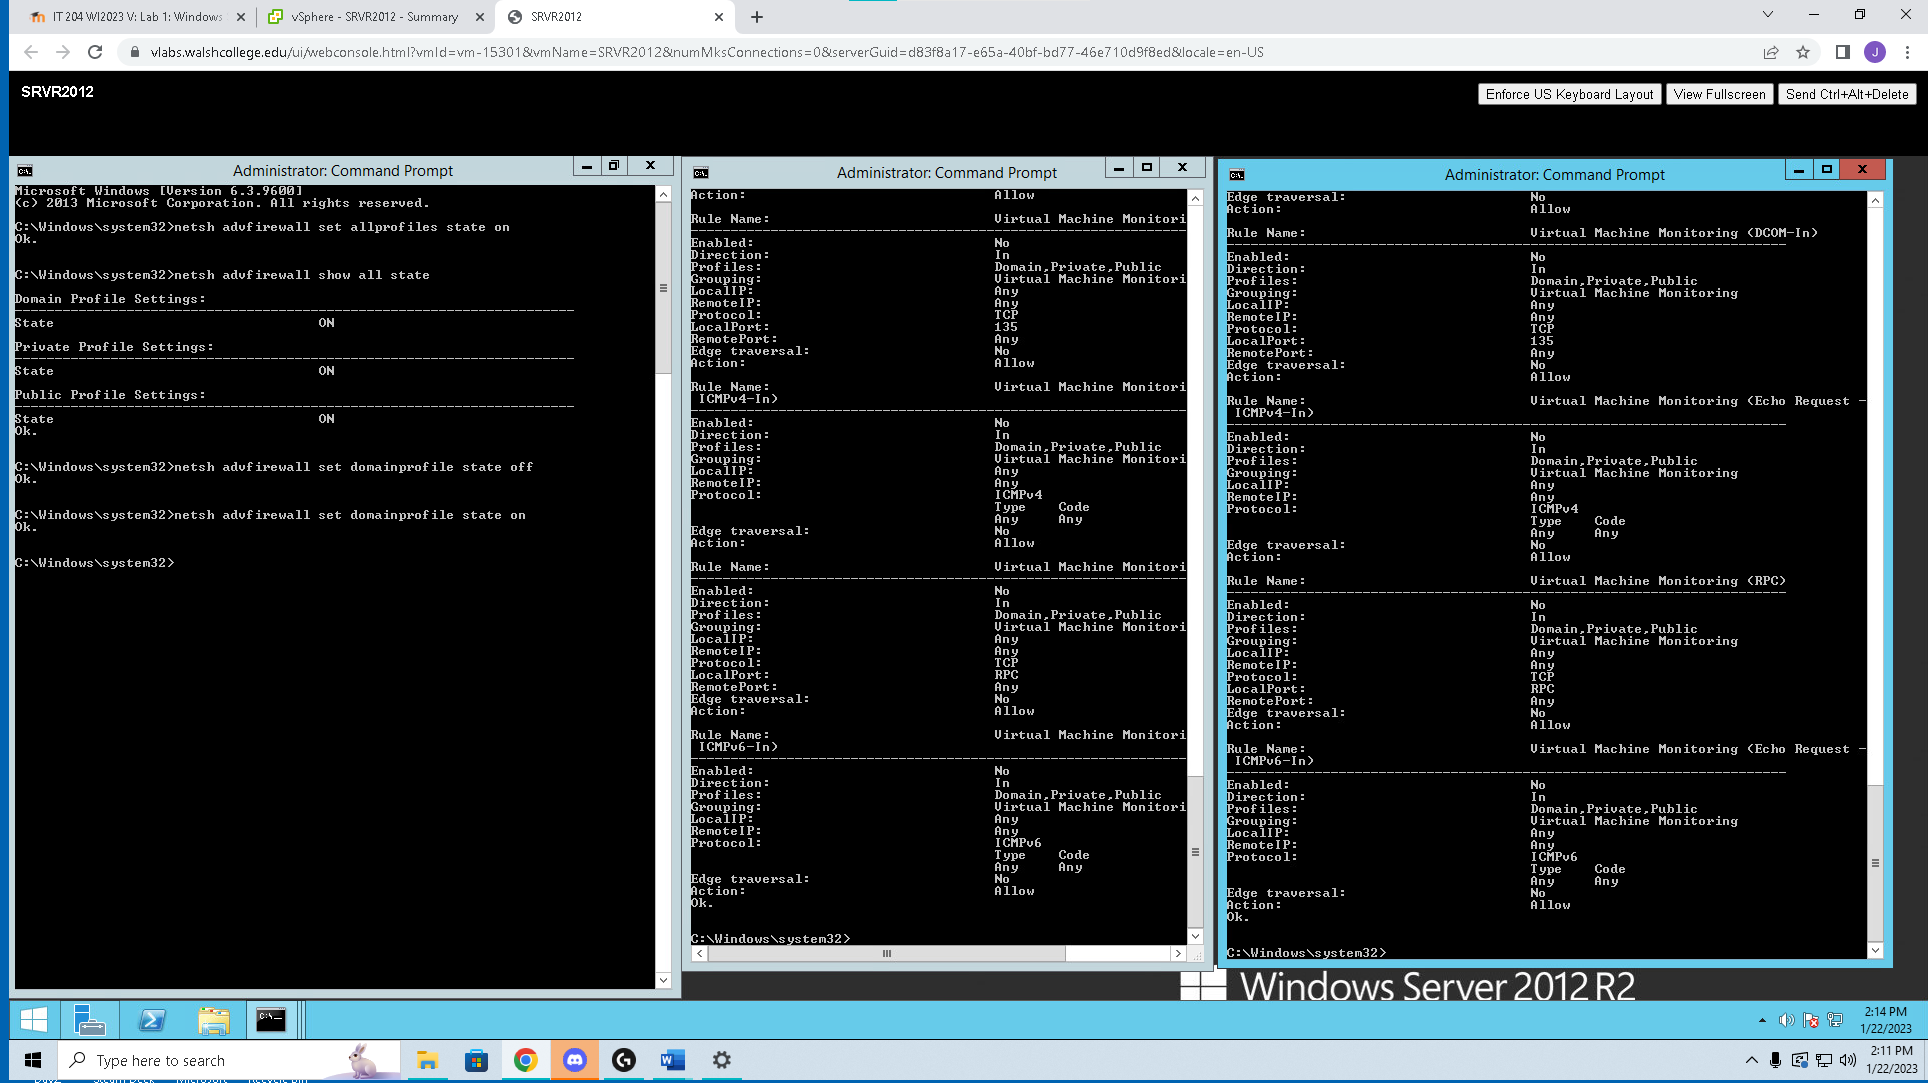 IT 204 WI2023 V: Lab 1: Windows
vSphere - SRVR2012 - Summary
SRVR2012
vlabs.walshcollege.edu/ui/webconsole.html?vmId=vm-15301&vmName=SRVR2012&numMksConnections=0&serverGuid=d83f8a17-e65a-40bf-bd77-46e710d9f8ed&locale=en-US
J
SRVR2012
Enforce US Keyboard Layout
View Fullscreen
Send Ctrl+Alt+Delete
Administrator: Command Prompt
Microsoft Windows [Version 6.3.9600]
(c) 2013 Microsoft Corporation. All rights reserved.
C:\Windows\system32>netsh advfirewall set allprofiles state on
Ok.
C:\Windows\system32>netsh advfirewall show all state
Domain Profile Settings:
State ON
Private Profile Settings:
State ON
Public Profile Settings:
State ON
Ok.
C:\Windows\system32>netsh advfirewall set domainprofile state off
Ok.
C:\Windows\system32>netsh advfirewall set domainprofile state on
Ok.
C:\Windows\system32>
Administrator: Command Prompt
Action: Allow
Rule Name: Virtual Machine Monitori
Enabled: No
Direction: In
Profiles: Domain,Private,Public
Grouping: Virtual Machine Monitori
LocalIP: Any
RemoteIP: Any
Protocol: TCP
LocalPort: 135
RemotePort: Any
Edge traversal: No
Action: Allow
Rule Name: Virtual Machine Monitori
ICMPv4-In)
Enabled: No
Direction: In
Profiles: Domain,Private,Public
Grouping: Virtual Machine Monitori
LocalIP: Any
RemoteIP: Any
Protocol: ICMPv4
Type Code
Any Any
Edge traversal: No
Action: Allow
Rule Name: Virtual Machine Monitori
Enabled: No
Direction: In
Profiles: Domain,Private,Public
Grouping: Virtual Machine Monitori
LocalIP: Any
RemoteIP: Any
Protocol: TCP
LocalPort: RPC
RemotePort: Any
Edge traversal: No
Action: Allow
Rule Name: Virtual Machine Monitori
ICMPv6-In)
Enabled: No
Direction: In
Profiles: Domain,Private,Public
Grouping: Virtual Machine Monitori
LocalIP: Any
RemoteIP: Any
Protocol: ICMPv6
Type Code
Any Any
Edge traversal: No
Action: Allow
Ok.
C:\Windows\system32>
Administrator: Command Prompt
Edge traversal: No
Action: Allow
Rule Name: Virtual Machine Monitoring (DCOM-In)
Enabled: No
Direction: In
Profiles: Domain,Private,Public
Grouping: Virtual Machine Monitoring
LocalIP: Any
RemoteIP: Any
Protocol: TCP
LocalPort: 135
RemotePort: Any
Edge traversal: No
Action: Allow
Rule Name: Virtual Machine Monitoring (Echo Request -
ICMPv4-In)
Enabled: No
Direction: In
Profiles: Domain,Private,Public
Grouping: Virtual Machine Monitoring
LocalIP: Any
RemoteIP: Any
Protocol: ICMPv4
Type Code
Any Any
Edge traversal: No
Action: Allow
Rule Name: Virtual Machine Monitoring (RPC)
Enabled: No
Direction: In
Profiles: Domain,Private,Public
Grouping: Virtual Machine Monitoring
LocalIP: Any
RemoteIP: Any
Protocol: TCP
LocalPort: RPC
RemotePort: Any
Edge traversal: No
Action: Allow
Rule Name: Virtual Machine Monitoring (Echo Request -
ICMPv6-In)
Enabled: No
Direction: In
Profiles: Domain,Private,Public
Grouping: Virtual Machine Monitoring
LocalIP: Any
RemoteIP: Any
Protocol: ICMPv6
Type Code
Any Any
Edge traversal: No
Action: Allow
Ok.
C:\Windows\system32>
Windows Server 2012 R2
2:14 PM
1/22/2023
Type here to search
2:11 PM
1/22/2023